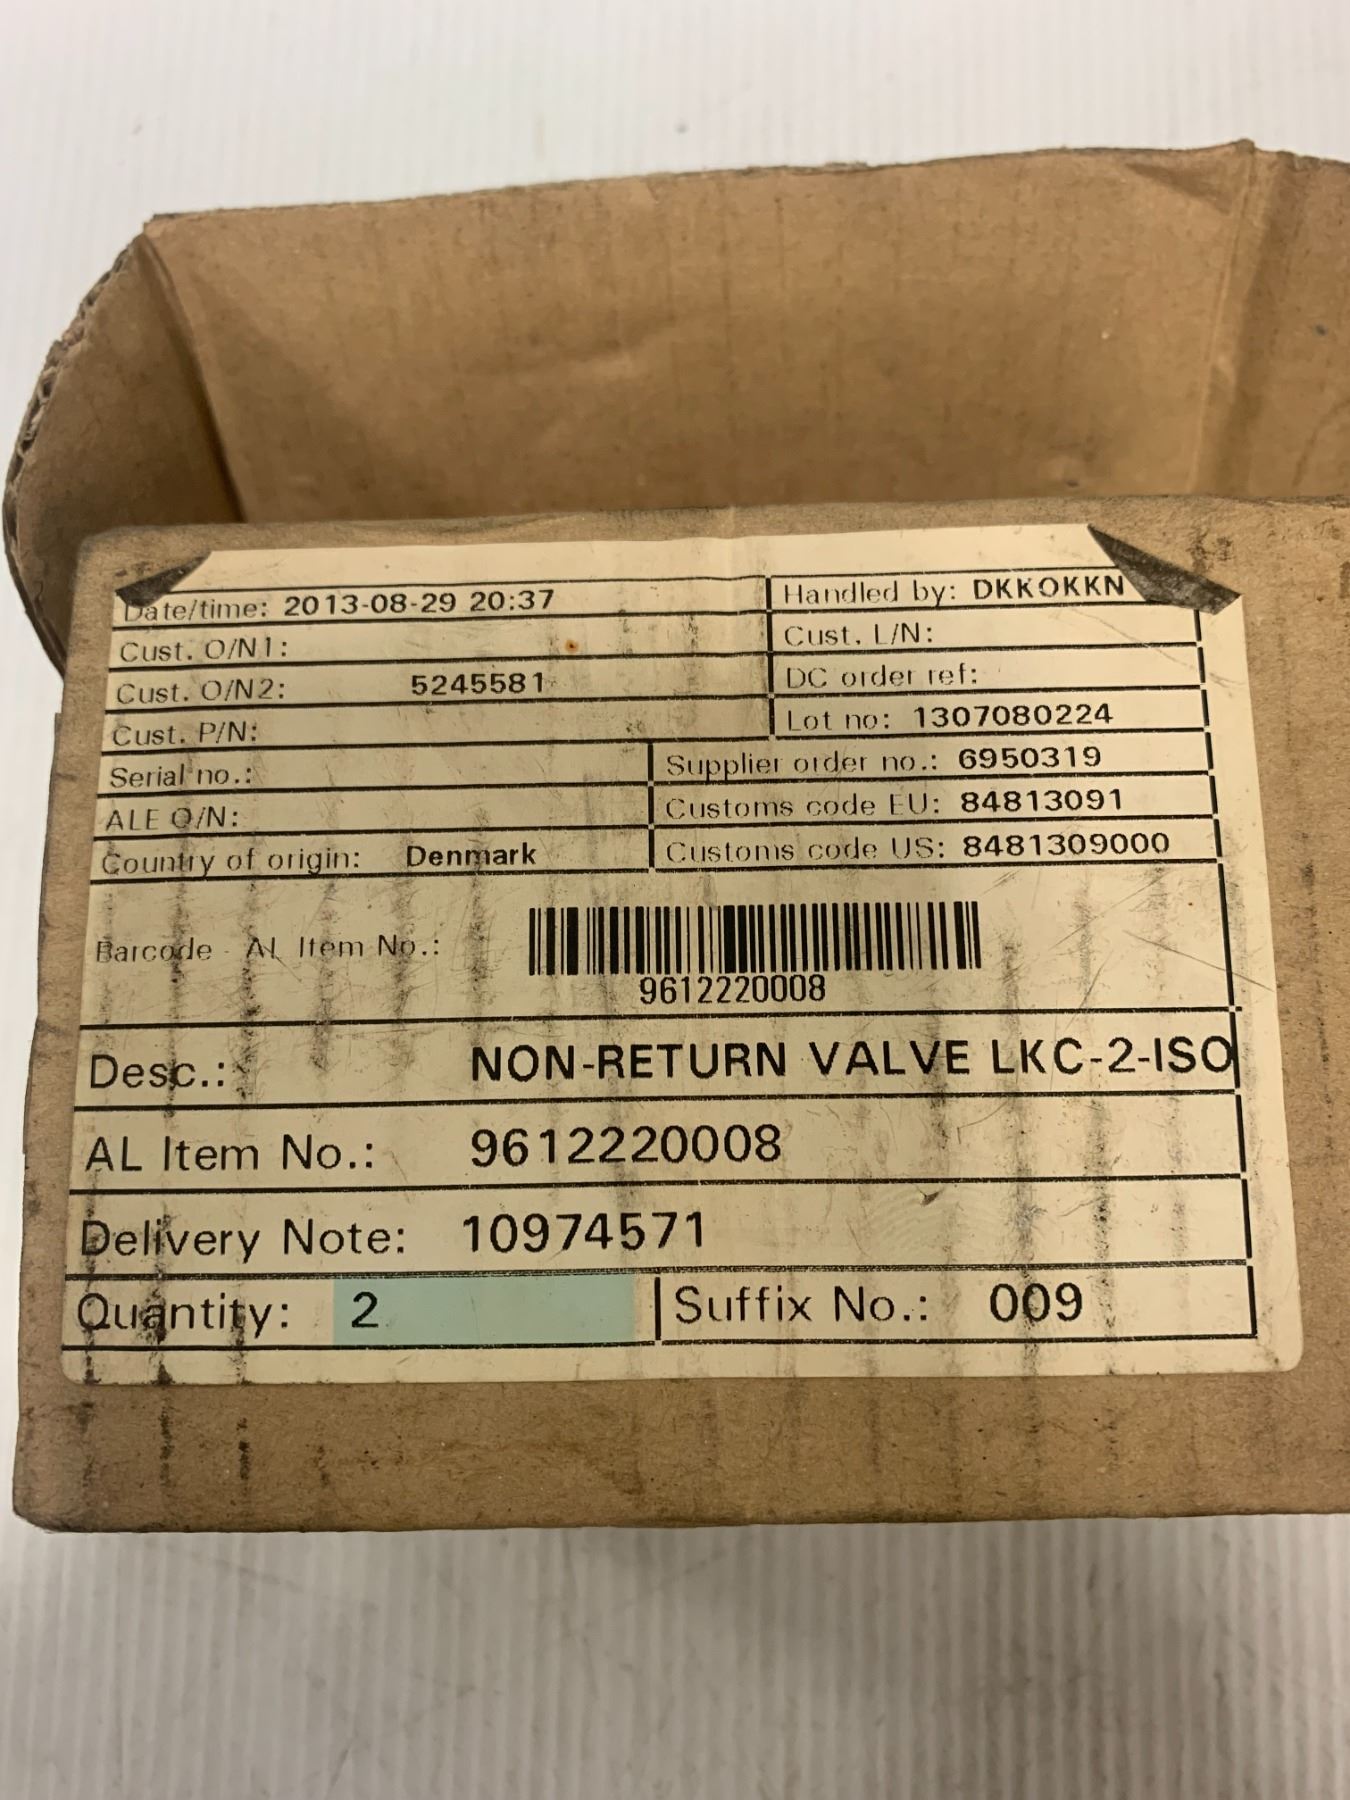 Date/time: 2013-08-29 20:37 Handled by: DKKOKKN
Cust. O/N1: Cust. L/N:
Cust. O/N2: 5245581 DC order ref:
Cust. P/N: Lot no: 1307080224
Serial no.: Supplier order no.: 6950319
ALE O/N: Customs code EU: 84813091
Country of origin: Denmark Customs code US: 8481309000
Barcode - AL Item No.:
9612220008
Desc.: NON-RETURN VALVE LKC-2-ISO
AL Item No.: 9612220008
Delivery Note: 10974571
Quantity: 2 Suffix No.: 009